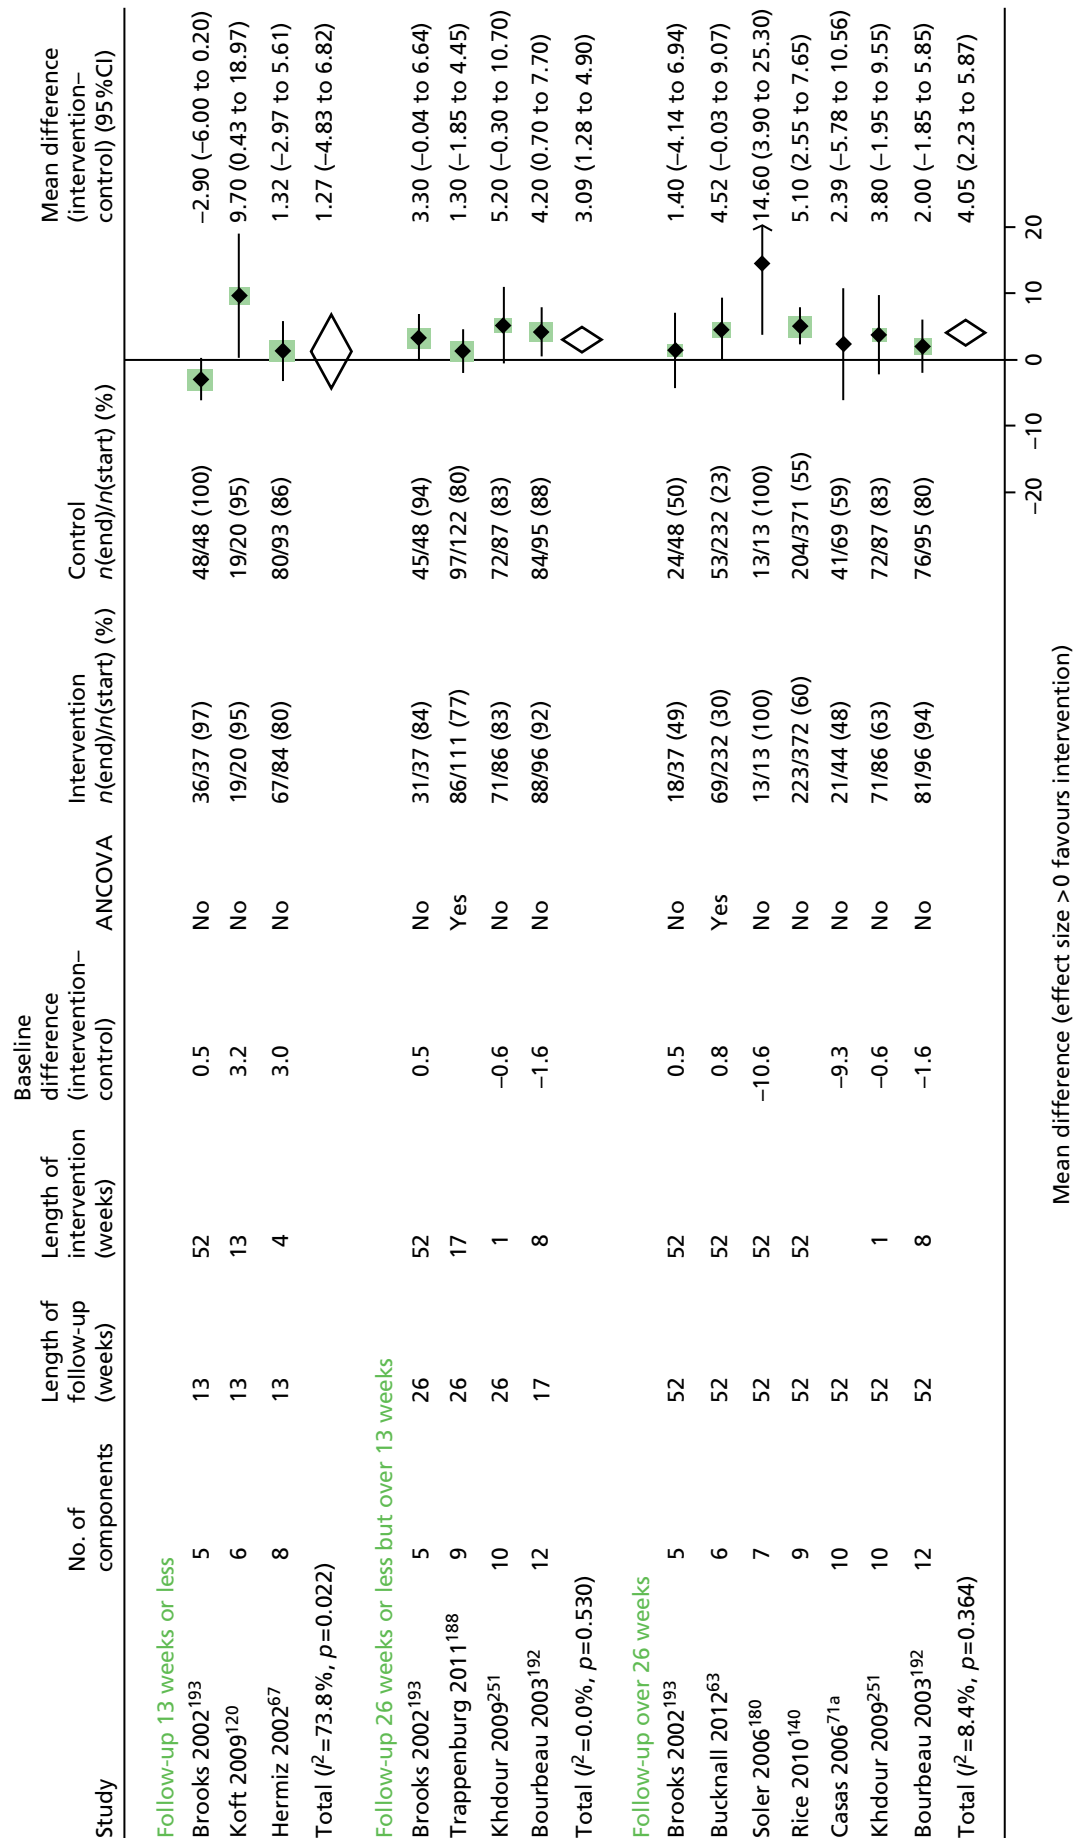 Study No. of components Length of follow-up (weeks) Length of intervention (weeks) Baseline difference (intervention–control) ANCOVA Intervention n(end)/n(start) (%) Control n(end)/n(start) (%) Mean difference (intervention–control) (95%CI)
Follow-up 13 weeks or less
Brooks 2002193 5 13 52 0.5 No 36/37 (97) 48/48 (100) −2.90 (−6.00 to 0.20)
Koft 2009120 6 13 13 3.2 No 19/20 (95) 19/20 (95) 9.70 (0.43 to 18.97)
Hermiz 200267 8 13 4 3.0 No 67/84 (80) 80/93 (86) 1.32 (−2.97 to 5.61)
Total (I2=73.8%, p=0.022) 1.27 (−4.83 to 6.82)
Follow-up 26 weeks or less but over 13 weeks
Brooks 2002193 5 26 52 0.5 No 31/37 (84) 45/48 (94) 3.30 (−0.04 to 6.64)
Trappenburg 2011188 9 26 17 Yes 86/111 (77) 97/122 (80) 1.30 (−1.85 to 4.45)
Khdour 2009251 10 26 1 −0.6 No 71/86 (83) 72/87 (83) 5.20 (−0.30 to 10.70)
Bourbeau 2003192 12 17 8 −1.6 No 88/96 (92) 84/95 (88) 4.20 (0.70 to 7.70)
Total (I2=0.0%, p=0.530) 3.09 (1.28 to 4.90)
Follow-up over 26 weeks
Brooks 2002193 5 52 52 0.5 No 18/37 (49) 24/48 (50) 1.40 (−4.14 to 6.94)
Bucknall 201263 6 52 52 0.8 Yes 69/232 (30) 53/232 (23) 4.52 (−0.03 to 9.07)
Soler 2006180 7 52 52 −10.6 No 13/13 (100) 13/13 (100) 14.60 (3.90 to 25.30)
Rice 2010140 9 52 52 No 223/372 (60) 204/371 (55) 5.10 (2.55 to 7.65)
Casas 200671a 10 52 −9.3 No 21/44 (48) 41/69 (59) 2.39 (−5.78 to 10.56)
Khdour 2009251 10 52 1 −0.6 No 71/86 (63) 72/87 (83) 3.80 (−1.95 to 9.55)
Bourbeau 2003192 12 52 8 −1.6 No 81/96 (94) 76/95 (80) 2.00 (−1.85 to 5.85)
Total (I2=8.4%, p=0.364) 4.05 (2.23 to 5.87)
−20 −10 0 10 20
Mean difference (effect size >0 favours intervention)